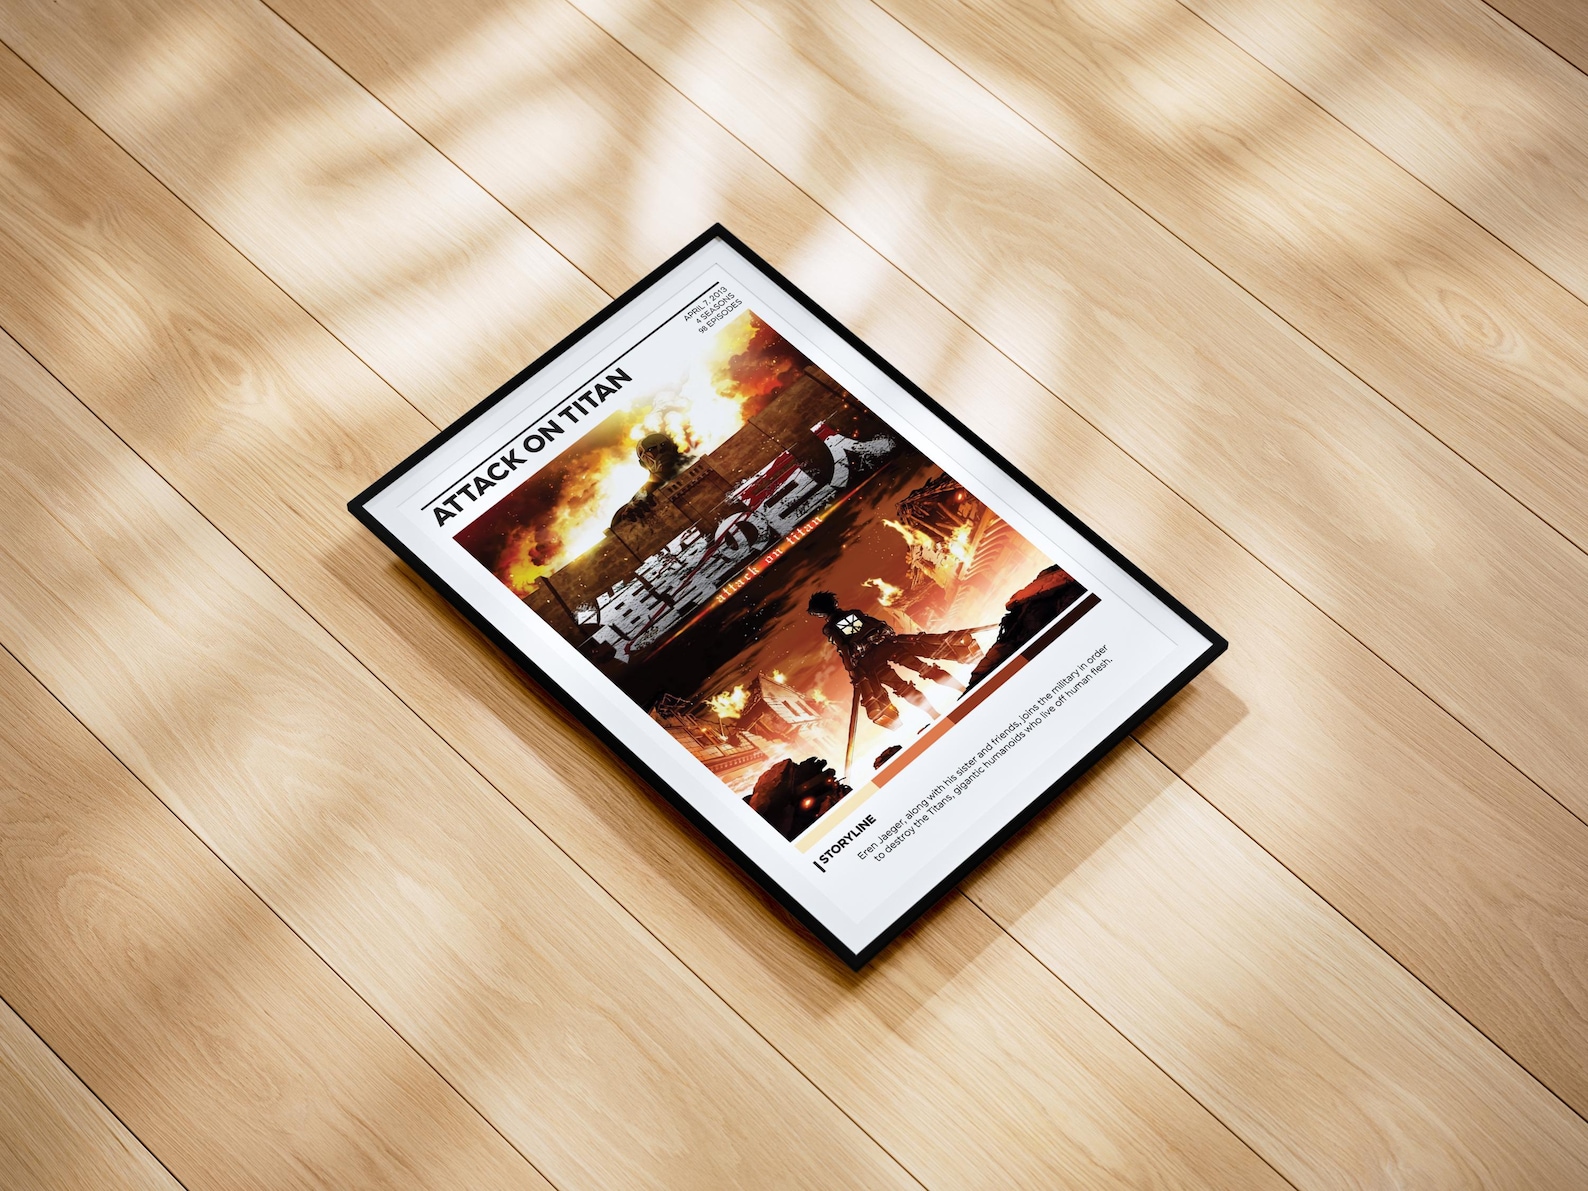 ATTACK ON TITAN
APRIL 7, 2013
4 SEASONS
98 EPISODES
進撃の巨人
attack on titan
STORYLINE
Eren Jaeger, along with his sister and friends, joins the military in order
to destroy the Titans, gigantic humanoids who live off human flesh.